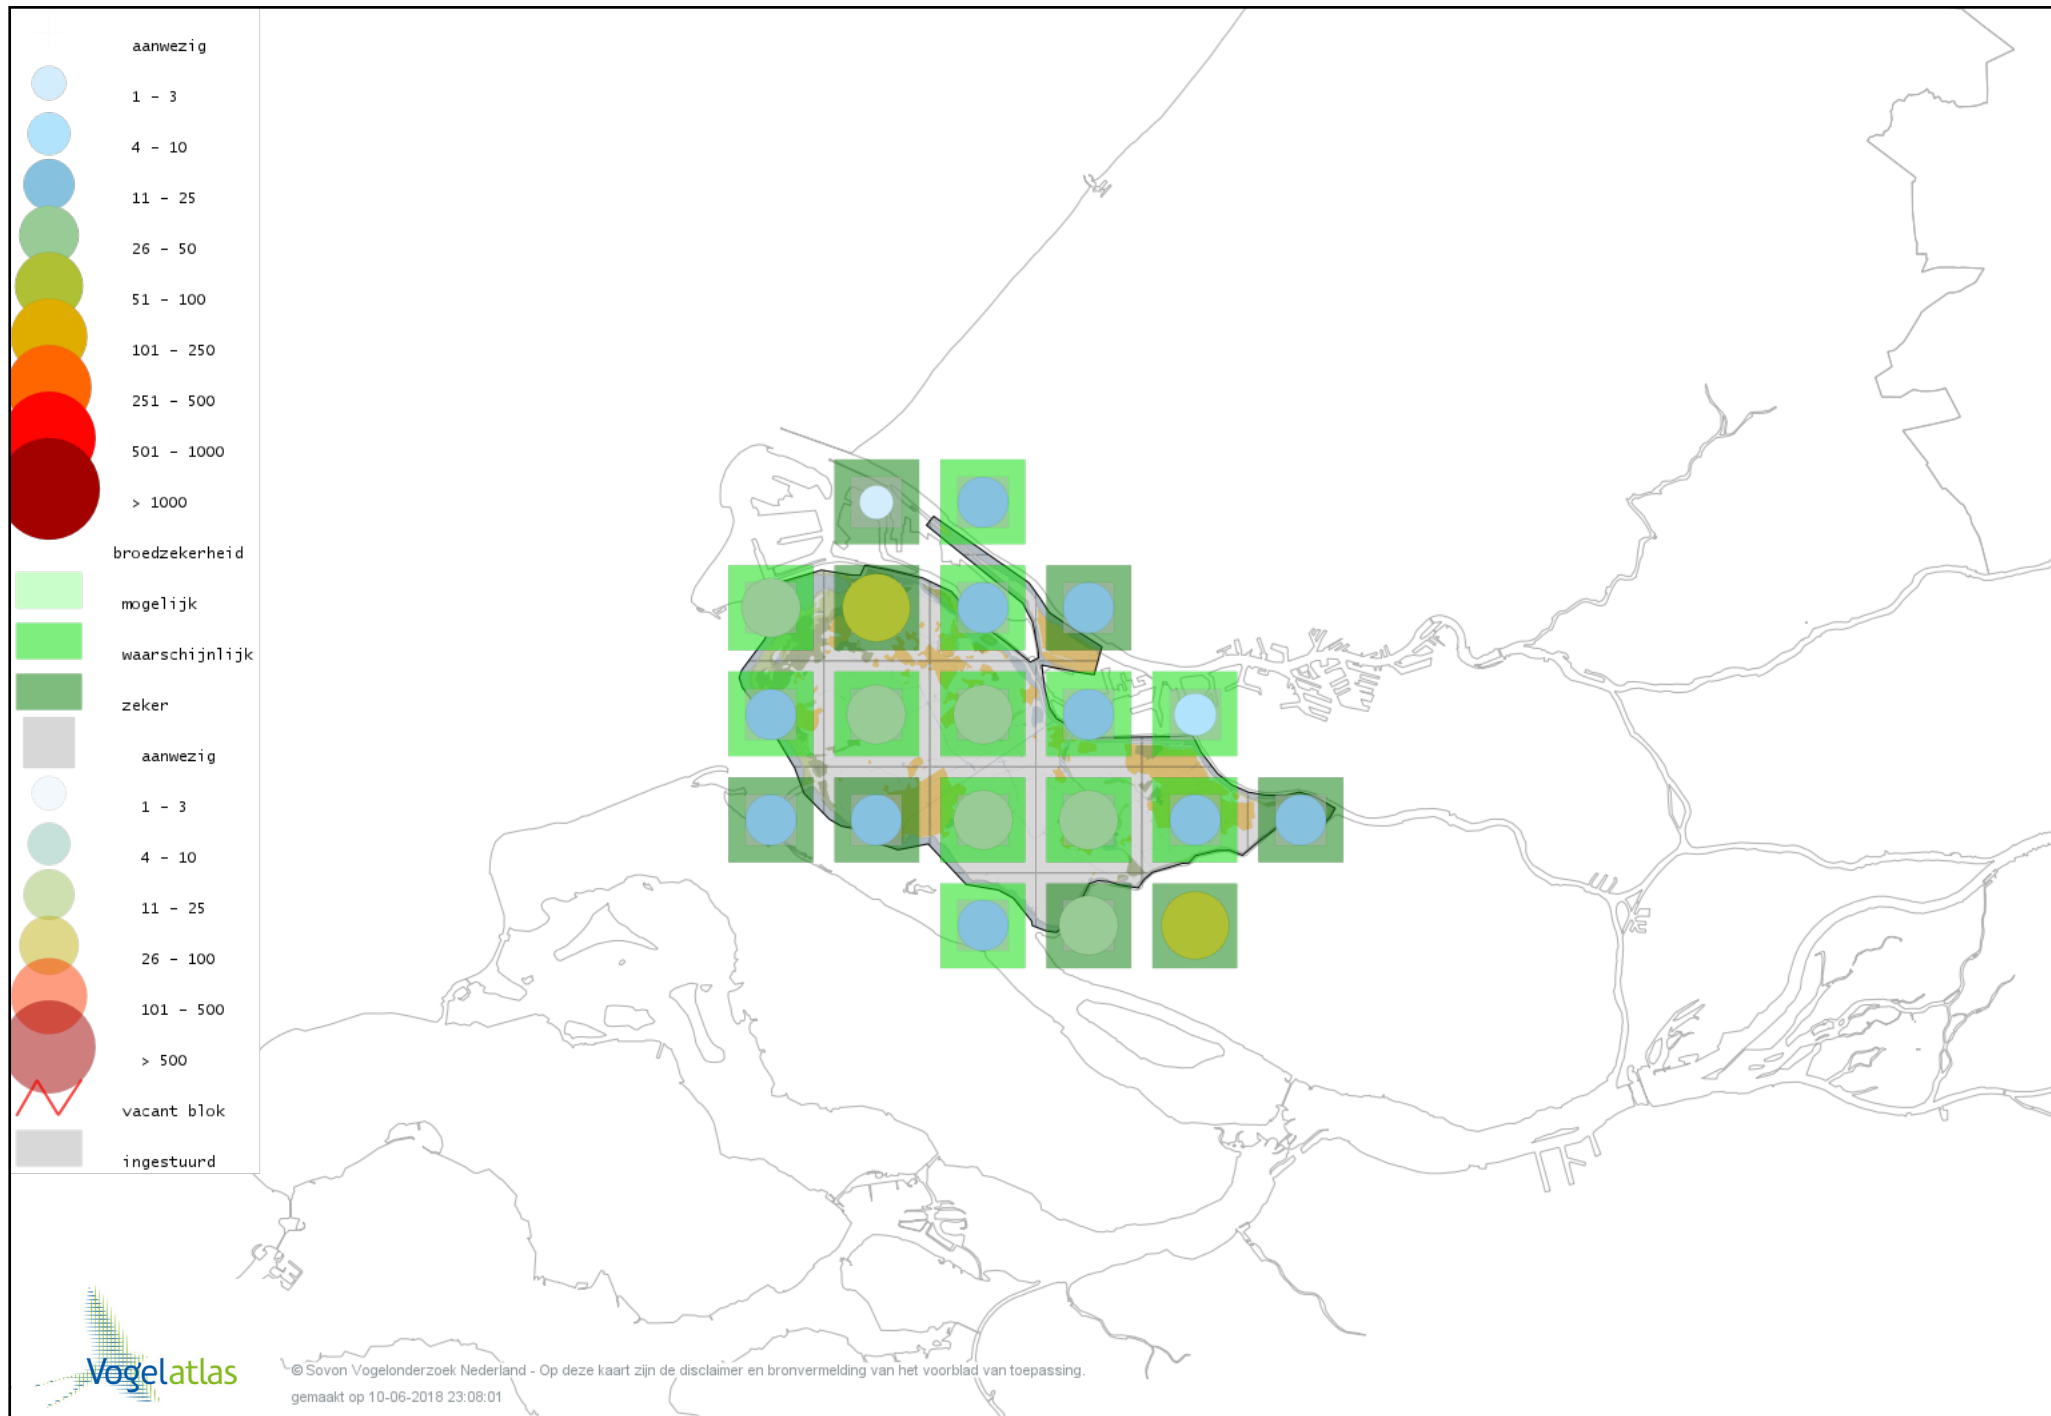 aanwezig
1 - 3
4 - 10
11 - 25
26 - 50
51 - 100
101 - 250
251 - 500
501 - 1000
> 1000
broedzekerheid
mogelijk
waarschijnlijk
zeker
aanwezig
1 - 3
4 - 10
11 - 25
26 - 100
101 - 500
> 500
vacant blok
ingestuurd
Vogelatlas
© Sovon Vogelonderzoek Nederland - Op deze kaart zijn de disclaimer en bronvermelding van het voorblad van toepassing.
gemaakt op 10-06-2018 23:08:01